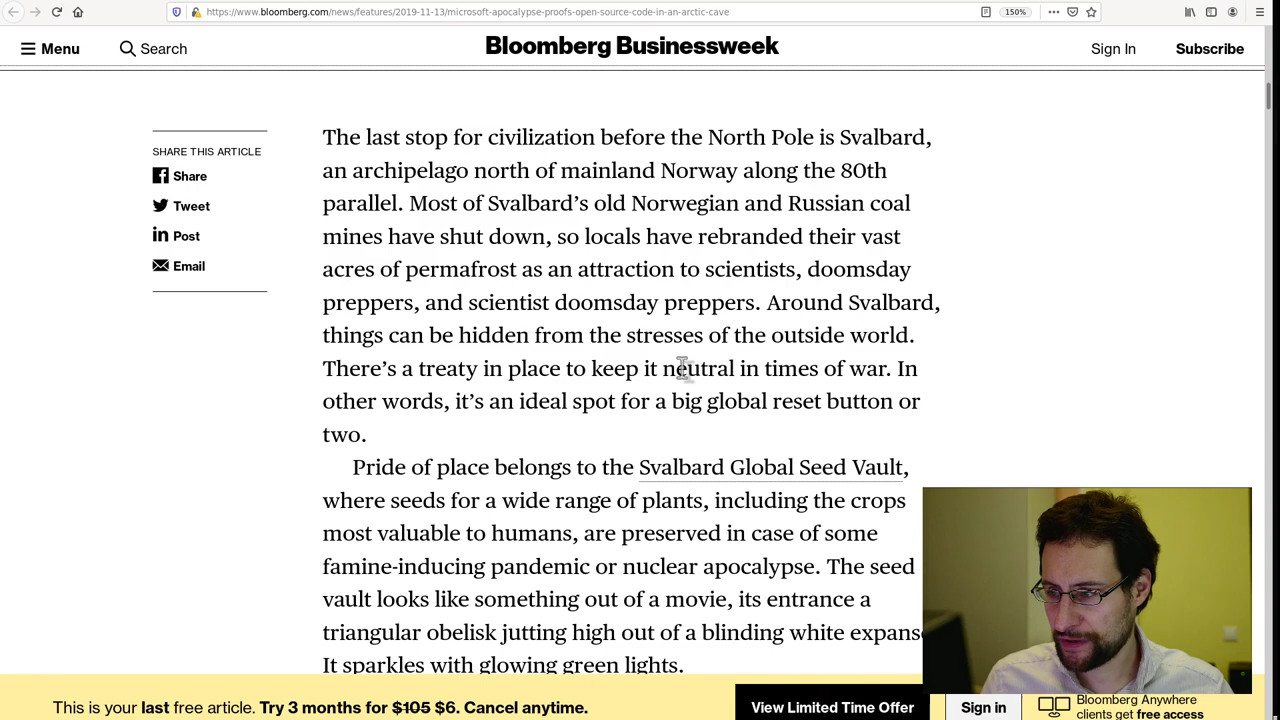 https://www.bloomberg.com/news/features/2019-11-13/microsoft-apocalypse-proofs-open-source-code-in-an-arctic-cave
150%
Menu
Search
Bloomberg Businessweek
Sign In
Subscribe
SHARE THIS ARTICLE
Share
Tweet
Post
Email
The last stop for civilization before the North Pole is Svalbard,
an archipelago north of mainland Norway along the 80th
parallel. Most of Svalbard’s old Norwegian and Russian coal
mines have shut down, so locals have rebranded their vast
acres of permafrost as an attraction to scientists, doomsday
preppers, and scientist doomsday preppers. Around Svalbard,
things can be hidden from the stresses of the outside world.
There’s a treaty in place to keep it neutral in times of war. In
other words, it’s an ideal spot for a big global reset button or
two.
Pride of place belongs to the Svalbard Global Seed Vault,
where seeds for a wide range of plants, including the crops
most valuable to humans, are preserved in case of some
famine-inducing pandemic or nuclear apocalypse. The seed
vault looks like something out of a movie, its entrance a
triangular obelisk jutting high out of a blinding white expans
It sparkles with glowing green lights.
This is your last free article. Try 3 months for $105 $6. Cancel anytime.
View Limited Time Offer
Sign in
Bloomberg Anywhere
clients get free access